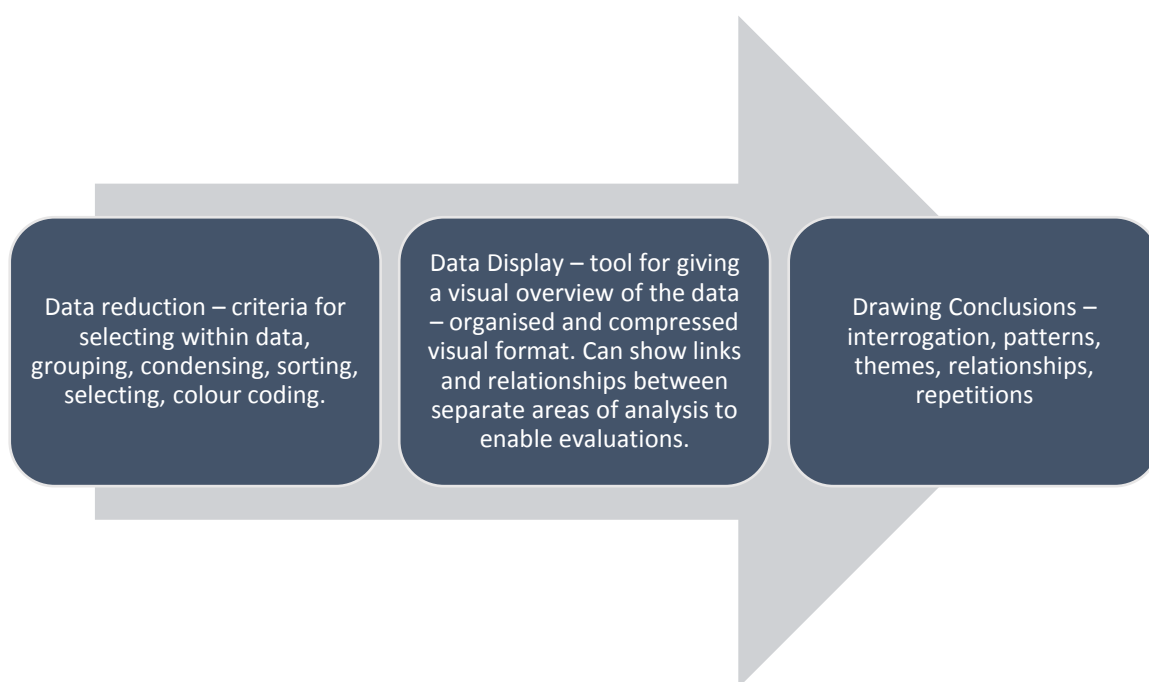 Data reduction – criteria for
selecting within data,
grouping, condensing, sorting,
selecting, colour coding.
Data Display – tool for giving
a visual overview of the data
– organised and compressed
visual format. Can show links
and relationships between
separate areas of analysis to
enable evaluations.
Drawing Conclusions –
interrogation, patterns,
themes, relationships,
repetitions